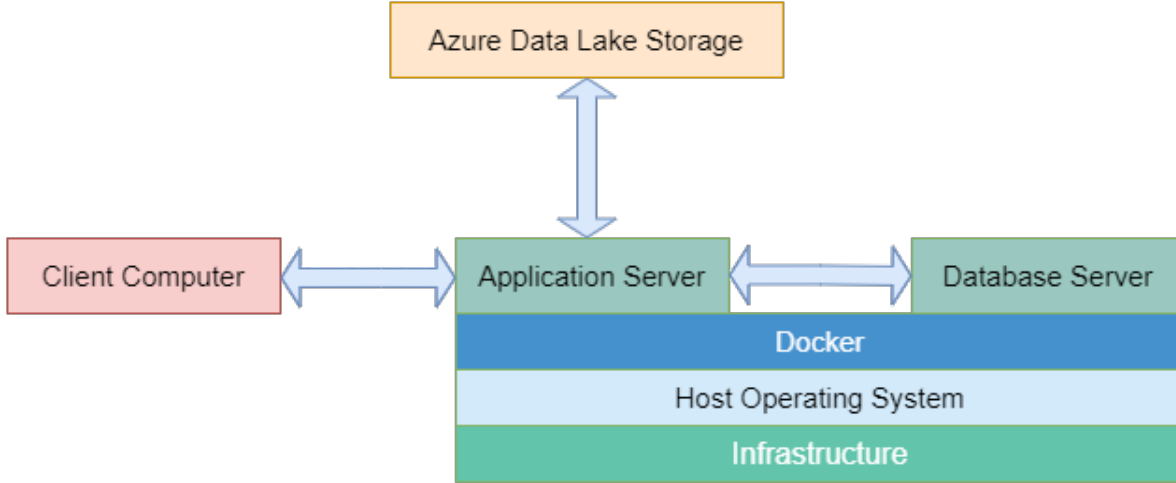 Azure Data Lake Storage
Client Computer
Application Server
Database Server
Docker
Host Operating System
Infrastructure